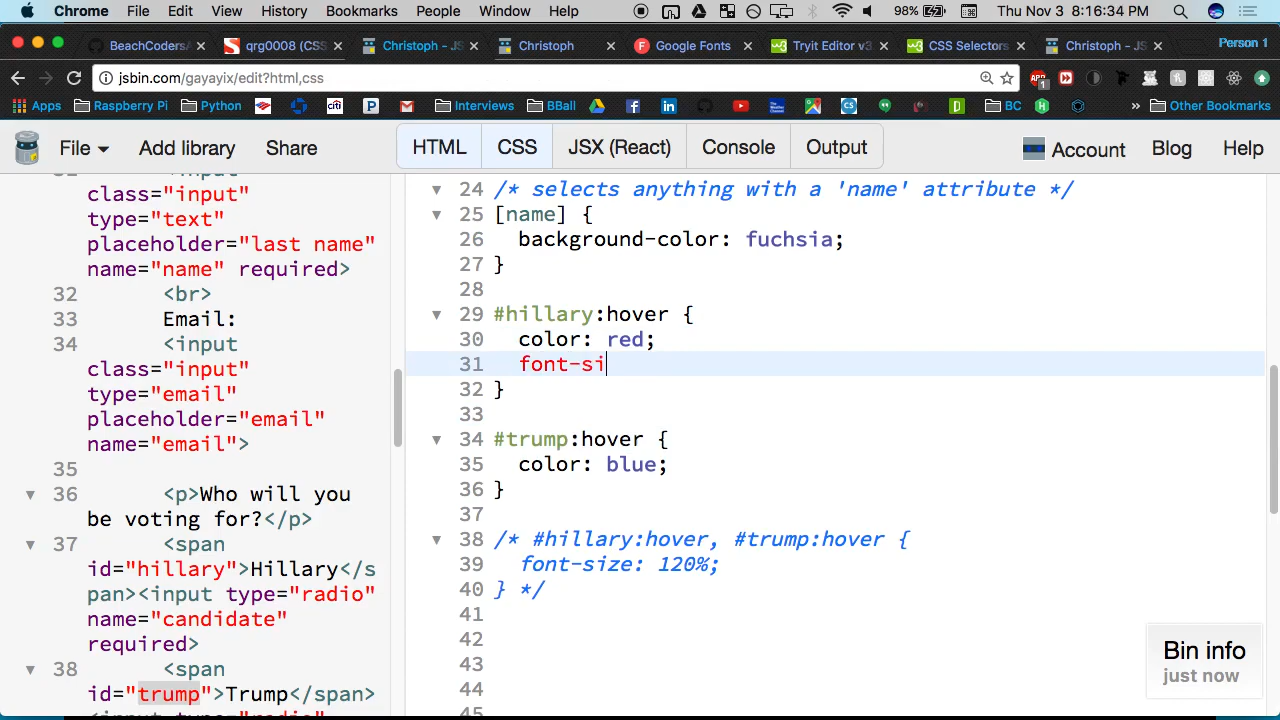 Chrome File Edit View History Bookmarks People Window Help 98% Thu Nov 3 8:16:34 PM
BeachCodersA qrg0008 (CSS Christoph - JS Christoph Google Fonts Tryit Editor v3 CSS Selectors Christoph - JS Person 1
jsbin.com/gayayix/edit?html,css
Apps Raspberry Pi Python Interviews BBall BC » Other Bookmarks
File Add library Share HTML CSS JSX (React) Console Output Account Blog Help
31 <input
class="input"
type="text"
placeholder="last name"
name="name" required>
32 <br>
33 Email:
34 <input
class="input"
type="email"
placeholder="email"
name="email">
35
36 <p>Who will you
be voting for?</p>
37 <span
id="hillary">Hillary</s
pan><input type="radio"
name="candidate"
required>
38 <span
id="trump">Trump</span>
<input type="radio"
24 /* selects anything with a 'name' attribute */
25 [name] {
26 background-color: fuchsia;
27 }
28
29 #hillary:hover {
30 color: red;
31 font-si
32 }
33
34 #trump:hover {
35 color: blue;
36 }
37
38 /* #hillary:hover, #trump:hover {
39 font-size: 120%;
40 } */
41
42
43
44
45
Bin info
just now